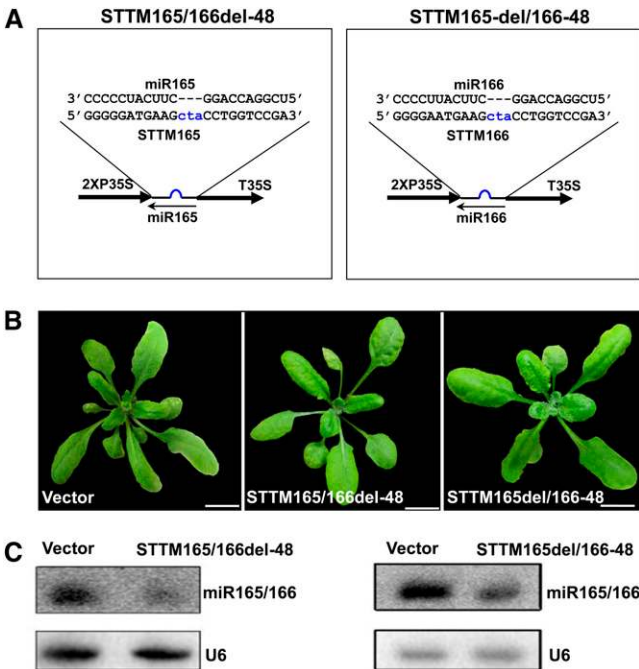 A
STTM165/166del-48
STTM165-del/166-48
miR165
3’CCCCCUACUUC---GGACCAGGCU5’
5’GGGGGATGAAGctaCCTGGTCCGA3’
STTM165
2XP35S
T35S
miR165
miR166
3’CCCCUUACUUC---GGACCAGGCU5’
5’GGGGAATGAAGctaCCTGGTCCGA3’
STTM166
2XP35S
T35S
miR166
B
Vector
STTM165/166del-48
STTM165del/166-48
C
Vector STTM165/166del-48
miR165/166
U6
Vector STTM165del/166-48
miR165/166
U6